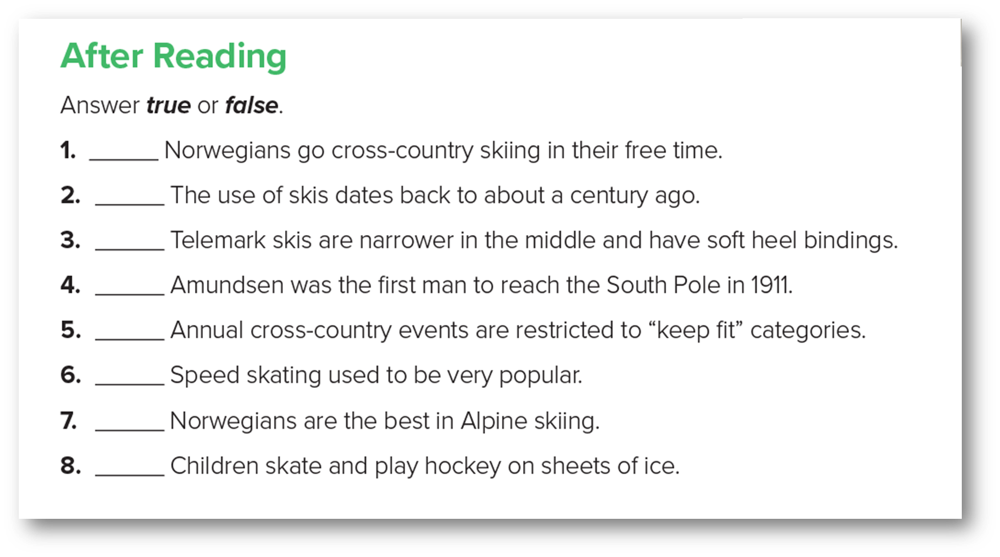 After Reading
Answer true or false.
1. ______ Norwegians go cross-country skiing in their free time.
2. ______ The use of skis dates back to about a century ago.
3. ______ Telemark skis are narrower in the middle and have soft heel bindings.
4. ______ Amundsen was the first man to reach the South Pole in 1911.
5. ______ Annual cross-country events are restricted to “keep fit” categories.
6. ______ Speed skating used to be very popular.
7. ______ Norwegians are the best in Alpine skiing.
8. ______ Children skate and play hockey on sheets of ice.